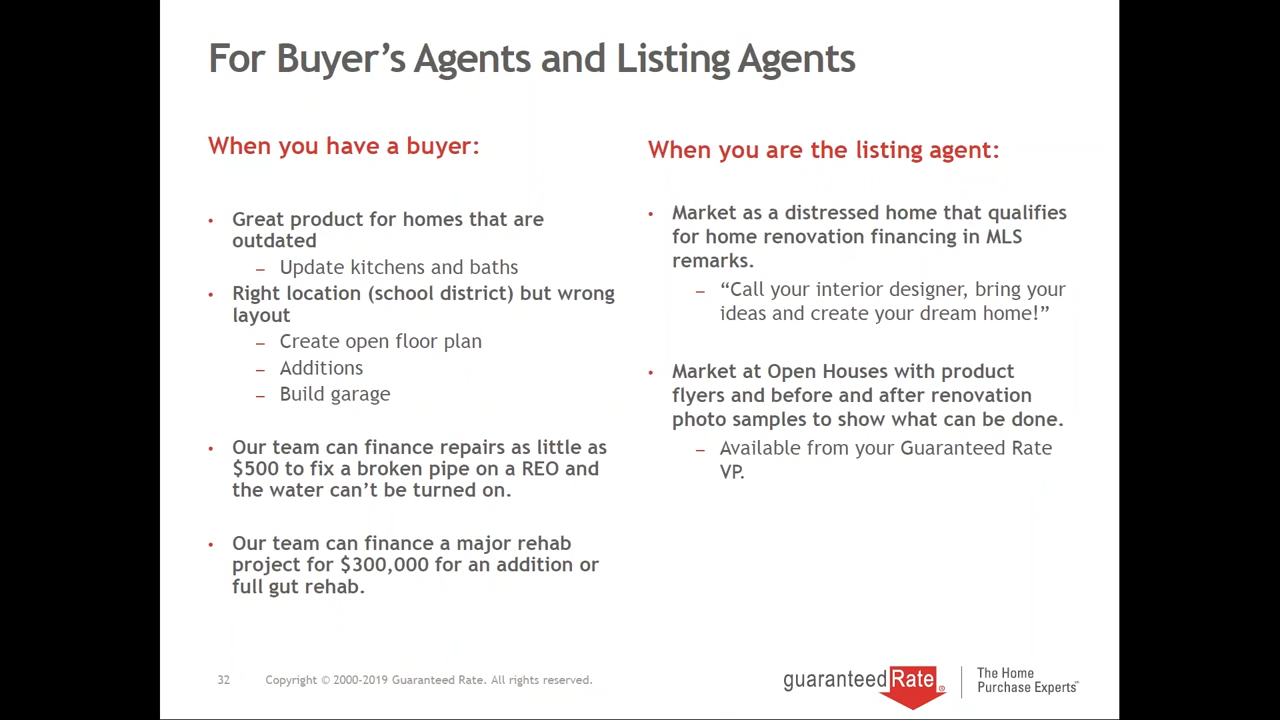 For Buyer’s Agents and Listing Agents
When you have a buyer:
• Great product for homes that are
outdated
– Update kitchens and baths
• Right location (school district) but wrong
layout
– Create open floor plan
– Additions
– Build garage
• Our team can finance repairs as little as
$500 to fix a broken pipe on a REO and
the water can’t be turned on.
• Our team can finance a major rehab
project for $300,000 for an addition or
full gut rehab.
When you are the listing agent:
• Market as a distressed home that qualifies
for home renovation financing in MLS
remarks.
– “Call your interior designer, bring your
ideas and create your dream home!”
• Market at Open Houses with product
flyers and before and after renovation
photo samples to show what can be done.
– Available from your Guaranteed Rate
VP.
32 Copyright © 2000-2019 Guaranteed Rate. All rights reserved.
guaranteed Rate®
The Home
Purchase Experts™